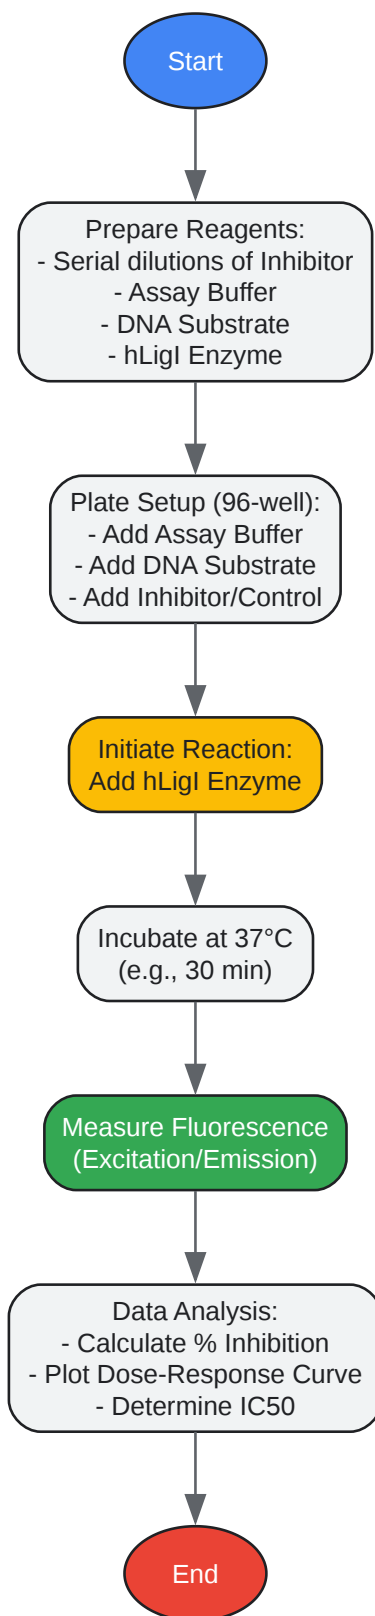 Start
Prepare Reagents:
- Serial dilutions of Inhibitor
- Assay Buffer
- DNA Substrate
- hLigI Enzyme
Plate Setup (96-well):
- Add Assay Buffer
- Add DNA Substrate
- Add Inhibitor/Control
Initiate Reaction:
Add hLigI Enzyme
Incubate at 37°C
(e.g., 30 min)
Measure Fluorescence
(Excitation/Emission)
Data Analysis:
- Calculate % Inhibition
- Plot Dose-Response Curve
- Determine IC50
End